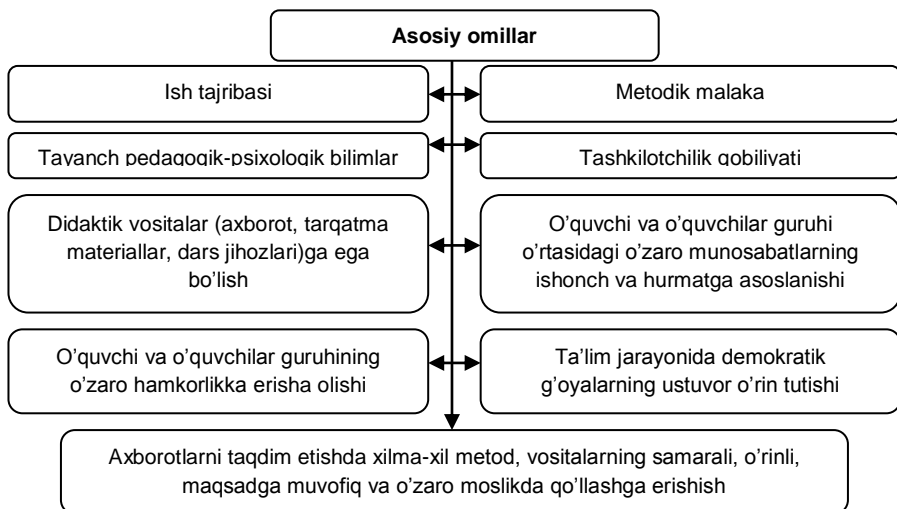 Asosiy omillar
Ish tajribasi
Metodik malaka
Tayanch pedagogik-psixologik bilimlar
Tashkilotchilik qobiliyati
Didaktik vositalar (axborot, tarqatma
materiallar, dars jihozlari)ga ega
bo’lish
O’quvchi va o’quvchilar guruhi
o’rtasidagi o’zaro munosabatlarning
ishonch va hurmatga asoslanishi
O’quvchi va o’quvchilar guruhining
o’zaro hamkorlikka erisha olishi
Ta’lim jarayonida demokratik
g’oyalarning ustuvor o’rin tutishi
Axborotlarni taqdim etishda xilma-xil metod, vositalarning samarali, o’rinli,
maqsadga muvofiq va o’zaro moslikda qo’llashga erishish